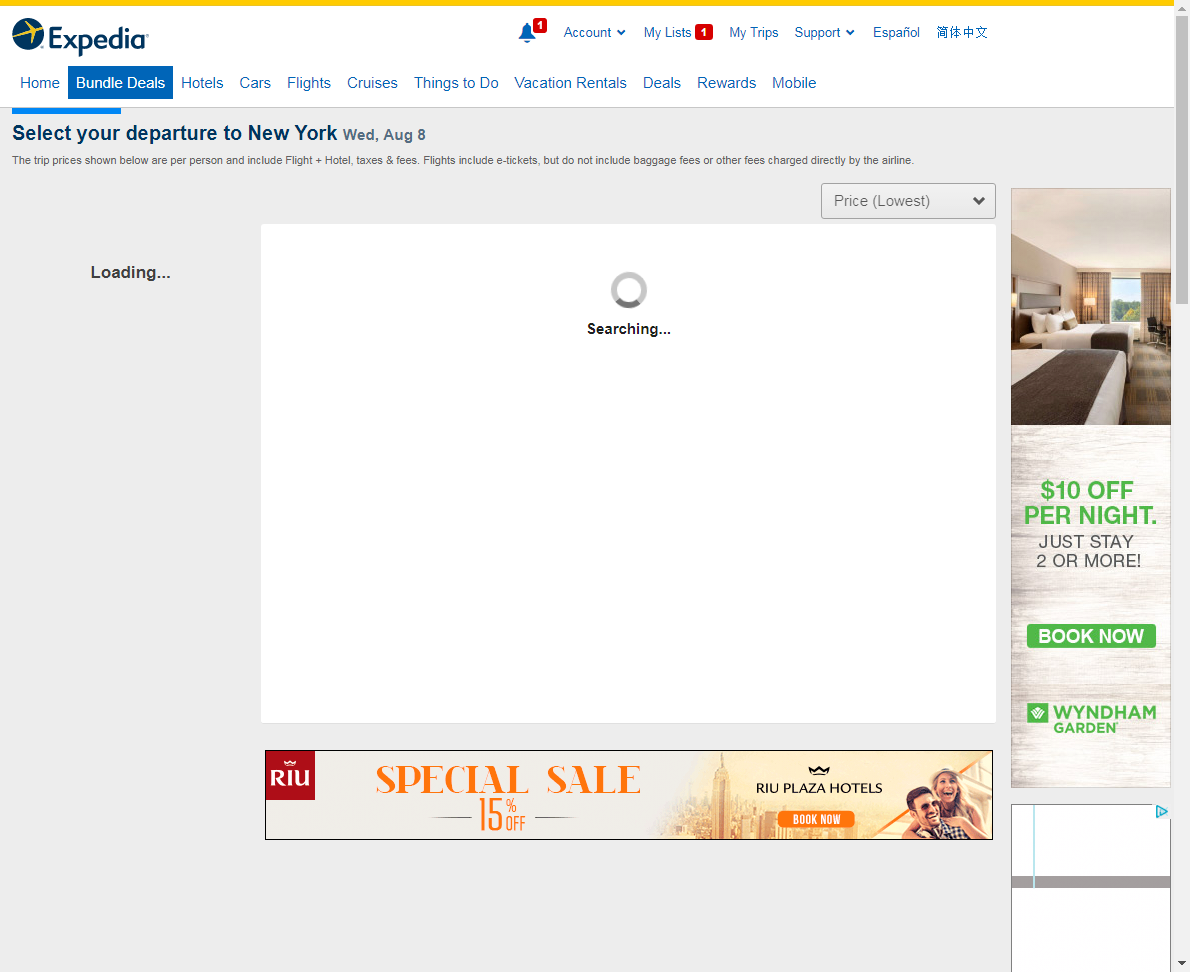 Expedia
1
Account
My Lists 1
My Trips
Support
Español
简体中文
Home
Bundle Deals
Hotels
Cars
Flights
Cruises
Things to Do
Vacation Rentals
Deals
Rewards
Mobile
Select your departure to New York Wed, Aug 8
The trip prices shown below are per person and include Flight + Hotel, taxes & fees. Flights include e-tickets, but do not include baggage fees or other fees charged directly by the airline.
Price (Lowest)
Loading...
Searching...
$10 OFF
PER NIGHT.
JUST STAY
2 OR MORE!
BOOK NOW
WYNDHAM
GARDEN
RIU
SPECIAL SALE
15% OFF
RIU PLAZA HOTELS
BOOK NOW